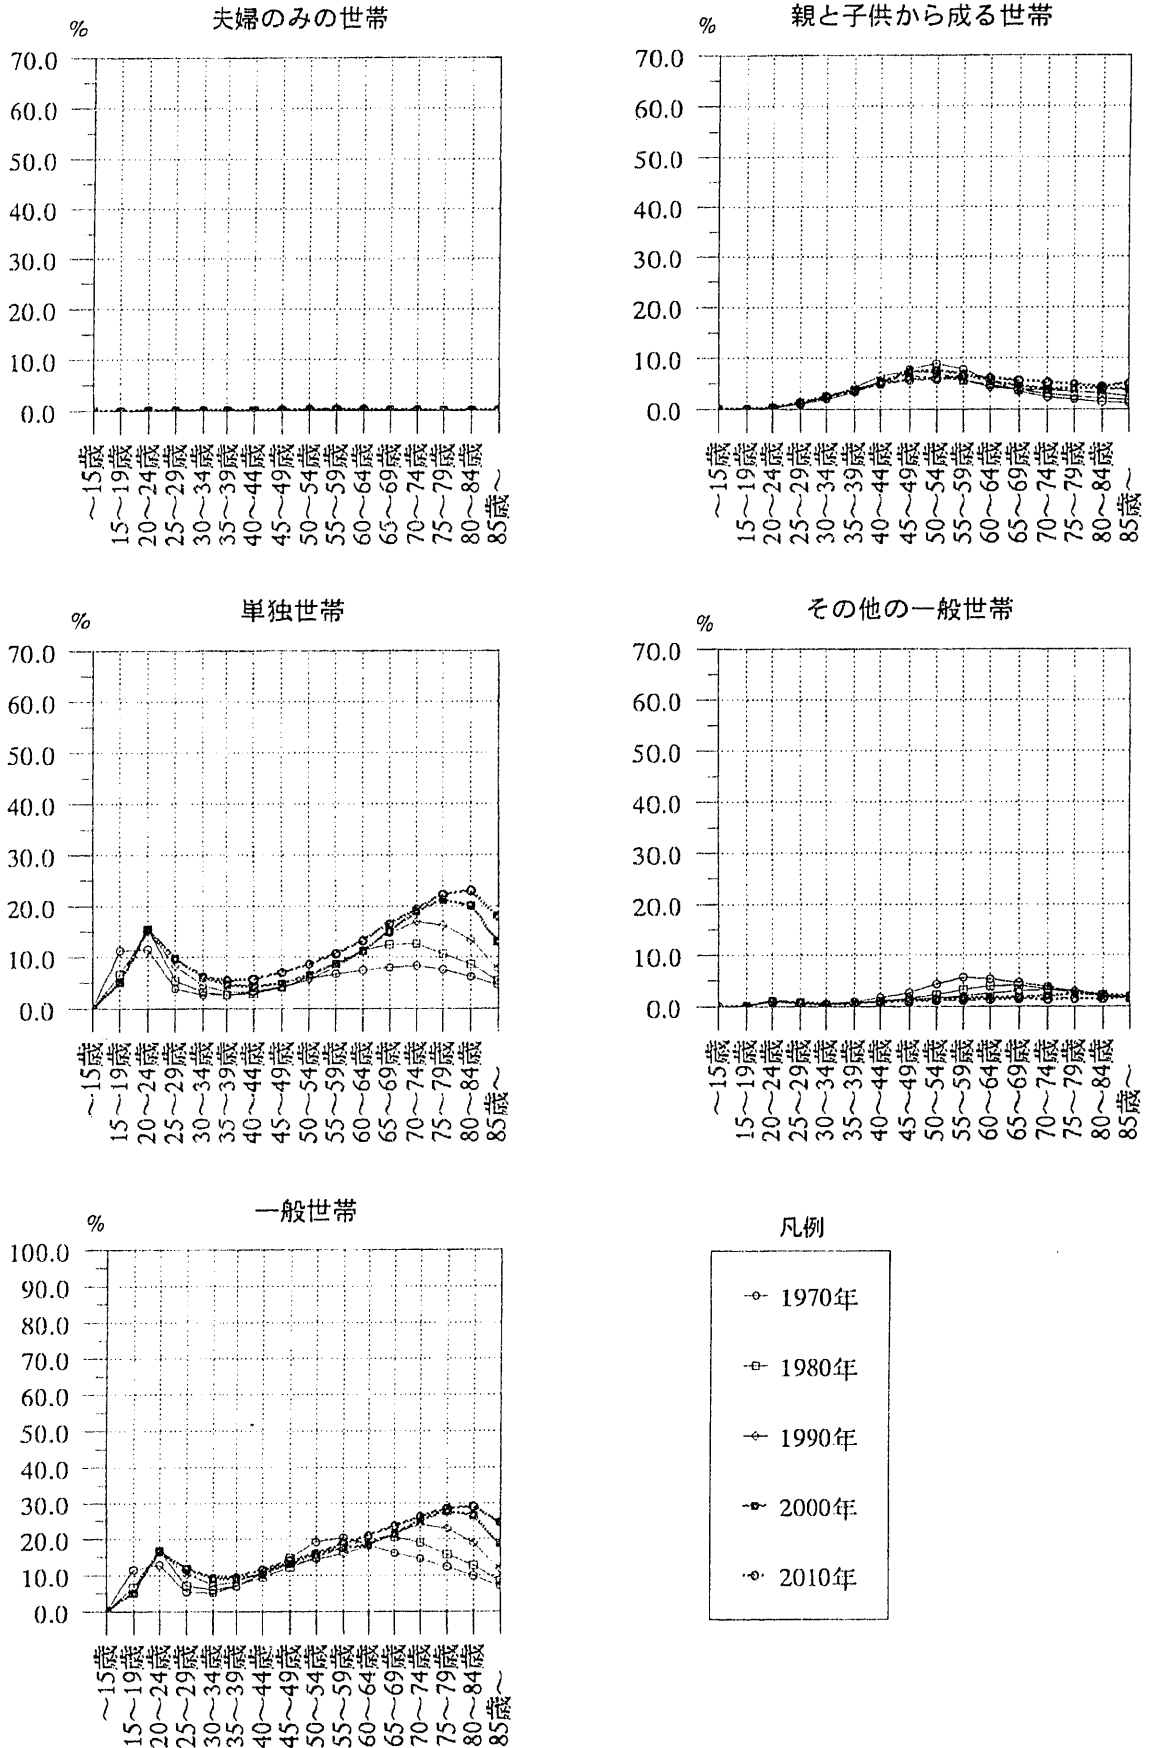 夫婦のみの世帯
%
70.0
60.0
50.0
40.0
30.0
20.0
10.0
0.0
~15歳
15~19歳
20~24歳
25~29歳
30~34歳
35~39歳
40~44歳
45~49歳
50~54歳
55~59歳
60~64歳
65~69歳
70~74歳
75~79歳
80~84歳
85歳~
親と子供から成る世帯
%
70.0
60.0
50.0
40.0
30.0
20.0
10.0
0.0
~15歳
15~19歳
20~24歳
25~29歳
30~34歳
35~39歳
40~44歳
45~49歳
50~54歳
55~59歳
60~64歳
65~69歳
70~74歳
75~79歳
80~84歳
85歳~
単独世帯
%
70.0
60.0
50.0
40.0
30.0
20.0
10.0
0.0
~15歳
15~19歳
20~24歳
25~29歳
30~34歳
35~39歳
40~44歳
45~49歳
50~54歳
55~59歳
60~64歳
65~69歳
70~74歳
75~79歳
80~84歳
85歳~
その他の一般世帯
%
70.0
60.0
50.0
40.0
30.0
20.0
10.0
0.0
~15歳
15~19歳
20~24歳
25~29歳
30~34歳
35~39歳
40~44歳
45~49歳
50~54歳
55~59歳
60~64歳
65~69歳
70~74歳
75~79歳
80~84歳
85歳~
一般世帯
%
100.0
90.0
80.0
70.0
60.0
50.0
40.0
30.0
20.0
10.0
0.0
~15歳
15~19歳
20~24歳
25~29歳
30~34歳
35~39歳
40~44歳
45~49歳
50~54歳
55~59歳
60~64歳
65~69歳
70~74歳
75~79歳
80~84歳
85歳~
凡例
1970年
1980年
1990年
2000年
2010年